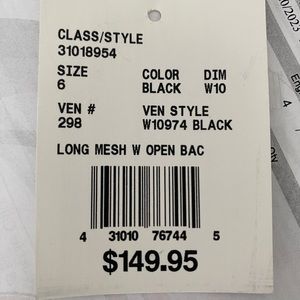 CLASS/STYLE
31018954
SIZE COLOR DIM
6 BLACK W10
VEN # VEN STYLE
298 W10974 BLACK
LONG MESH W OPEN BAC
4 31010 76744 5
$149.95